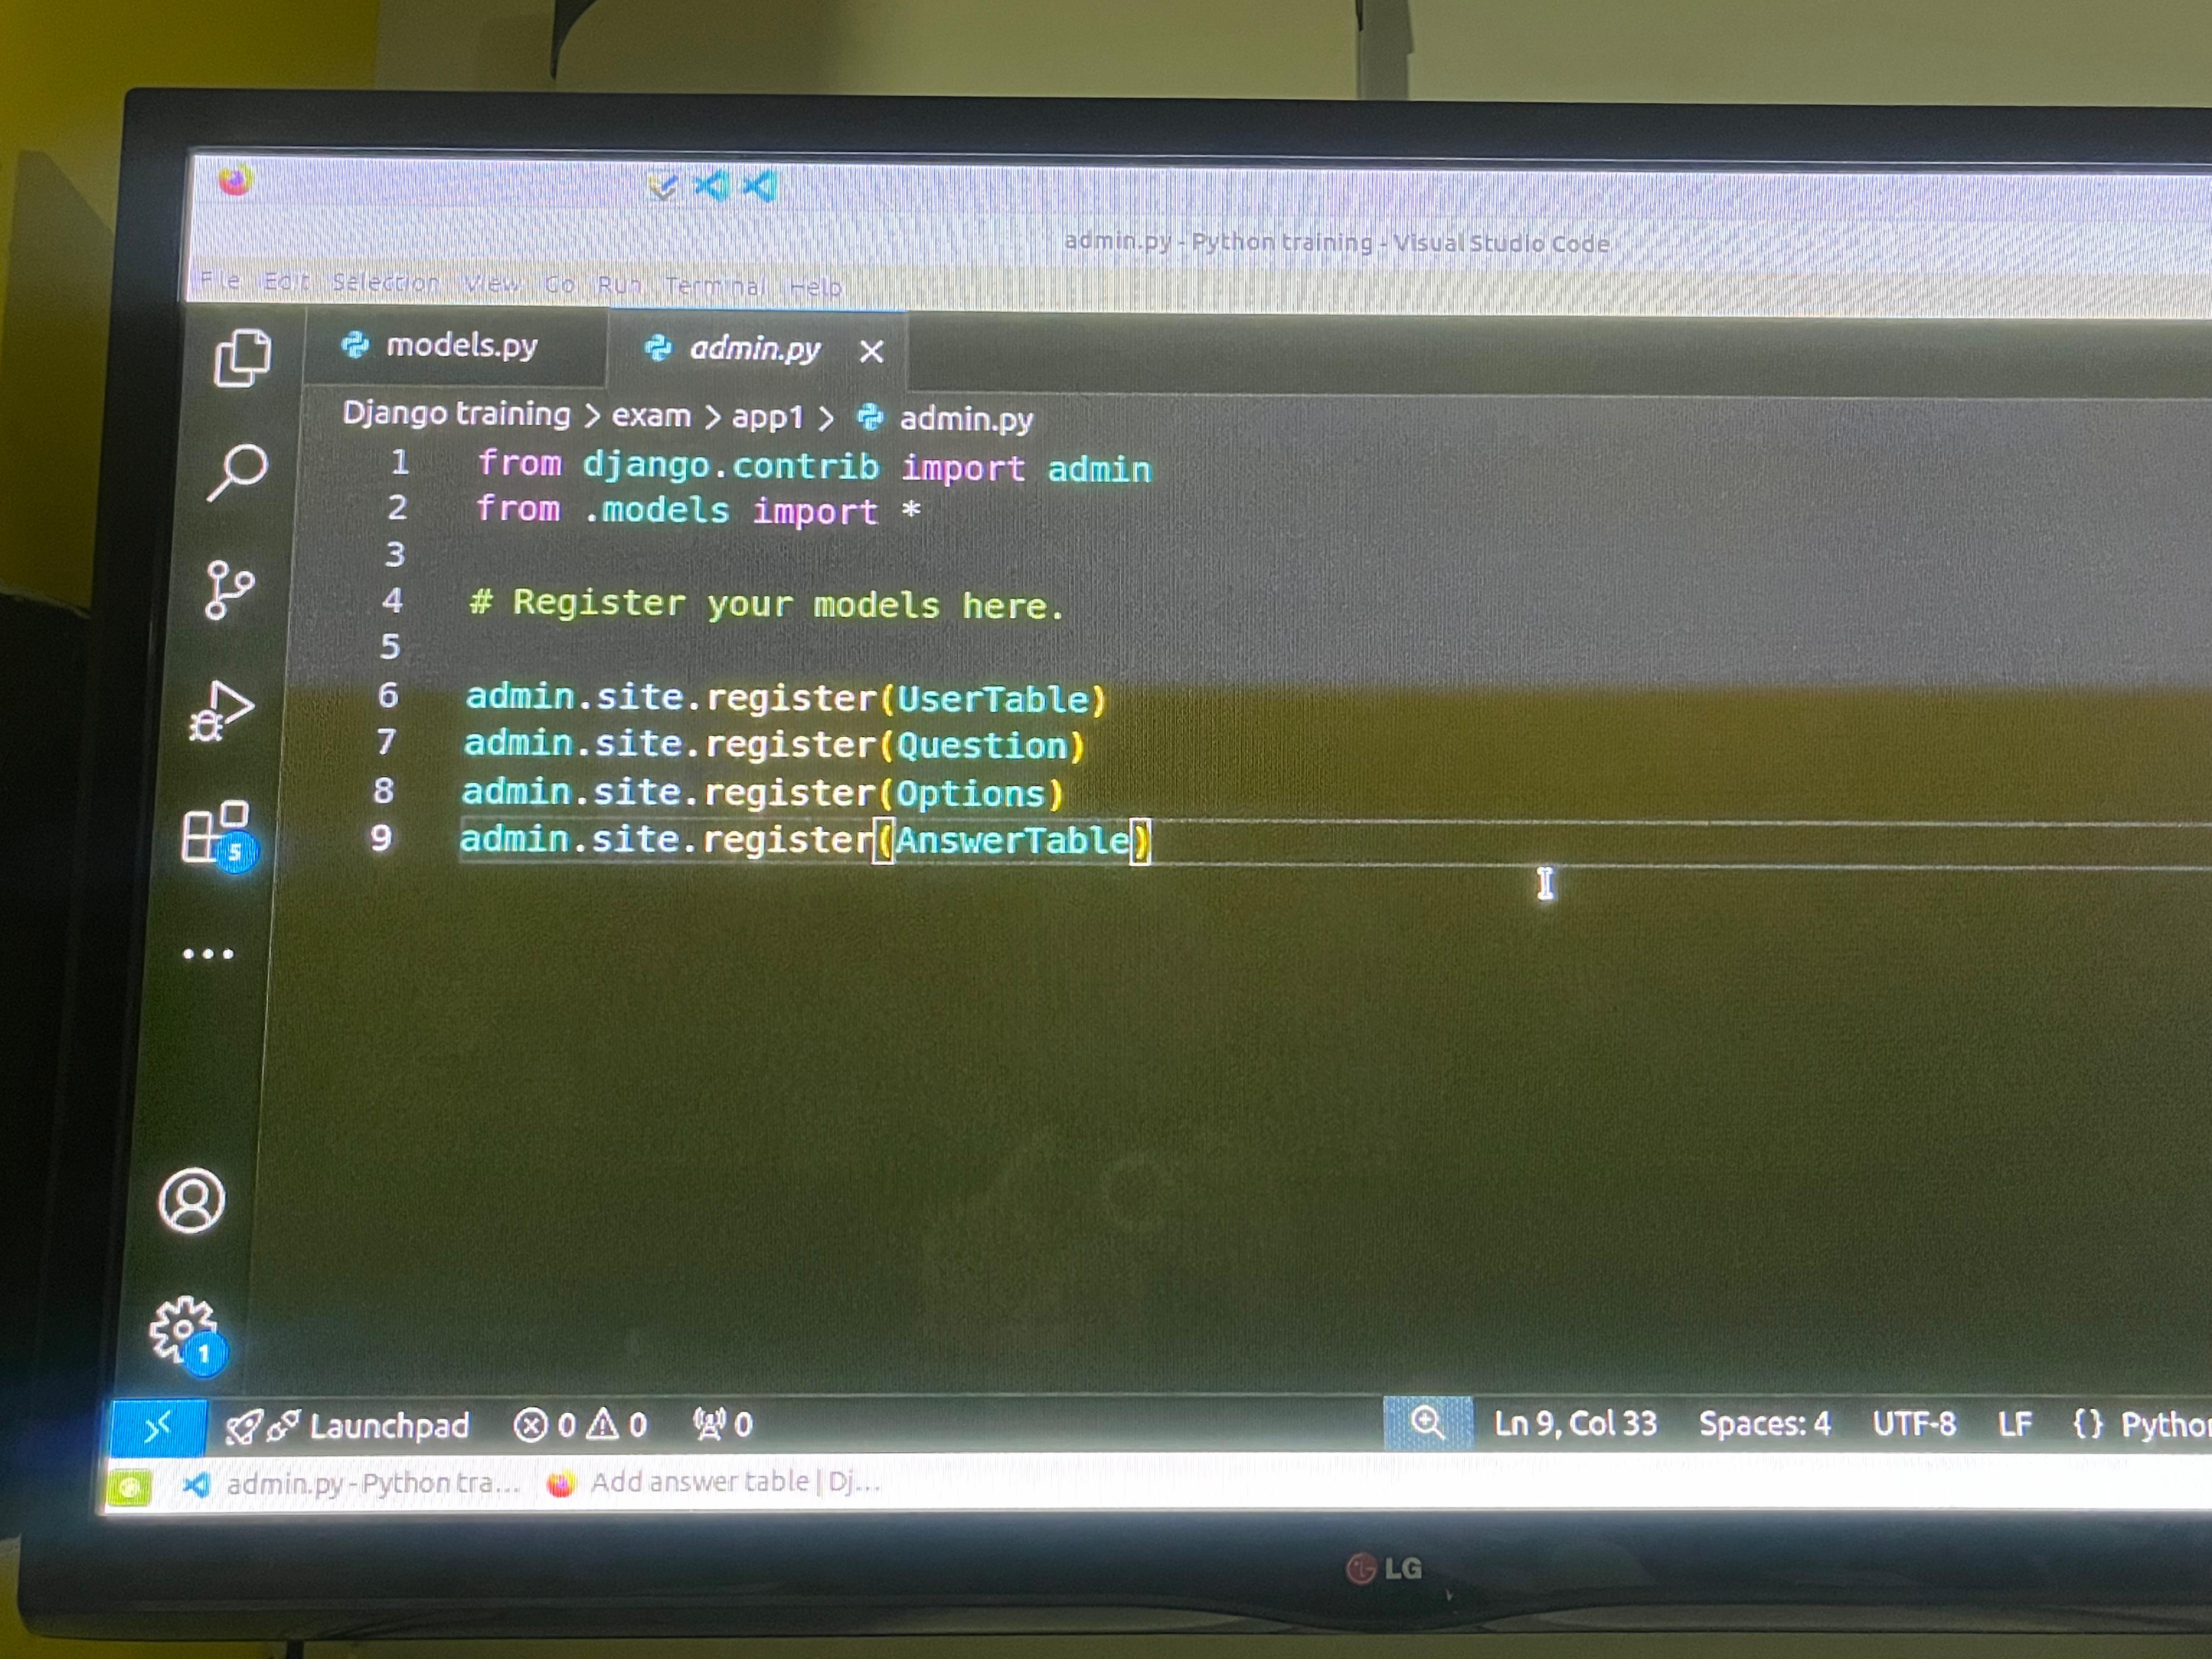 admin.py - Python training - Visual Studio Code
File Edit Selection View Go Run Terminal Help
models.py admin.py
Django training > exam > app1 > admin.py
1 from django.contrib import admin
2 from .models import *
3
4 # Register your models here.
5
6 admin.site.register(UserTable)
7 admin.site.register(Question)
8 admin.site.register(Options)
9 admin.site.register(AnswerTable)
5
1
Launchpad 0 0 0 Ln 9, Col 33 Spaces: 4 UTF-8 LF {} Pytho
admin.py - Python tra... Add answer table | Dj...
LG